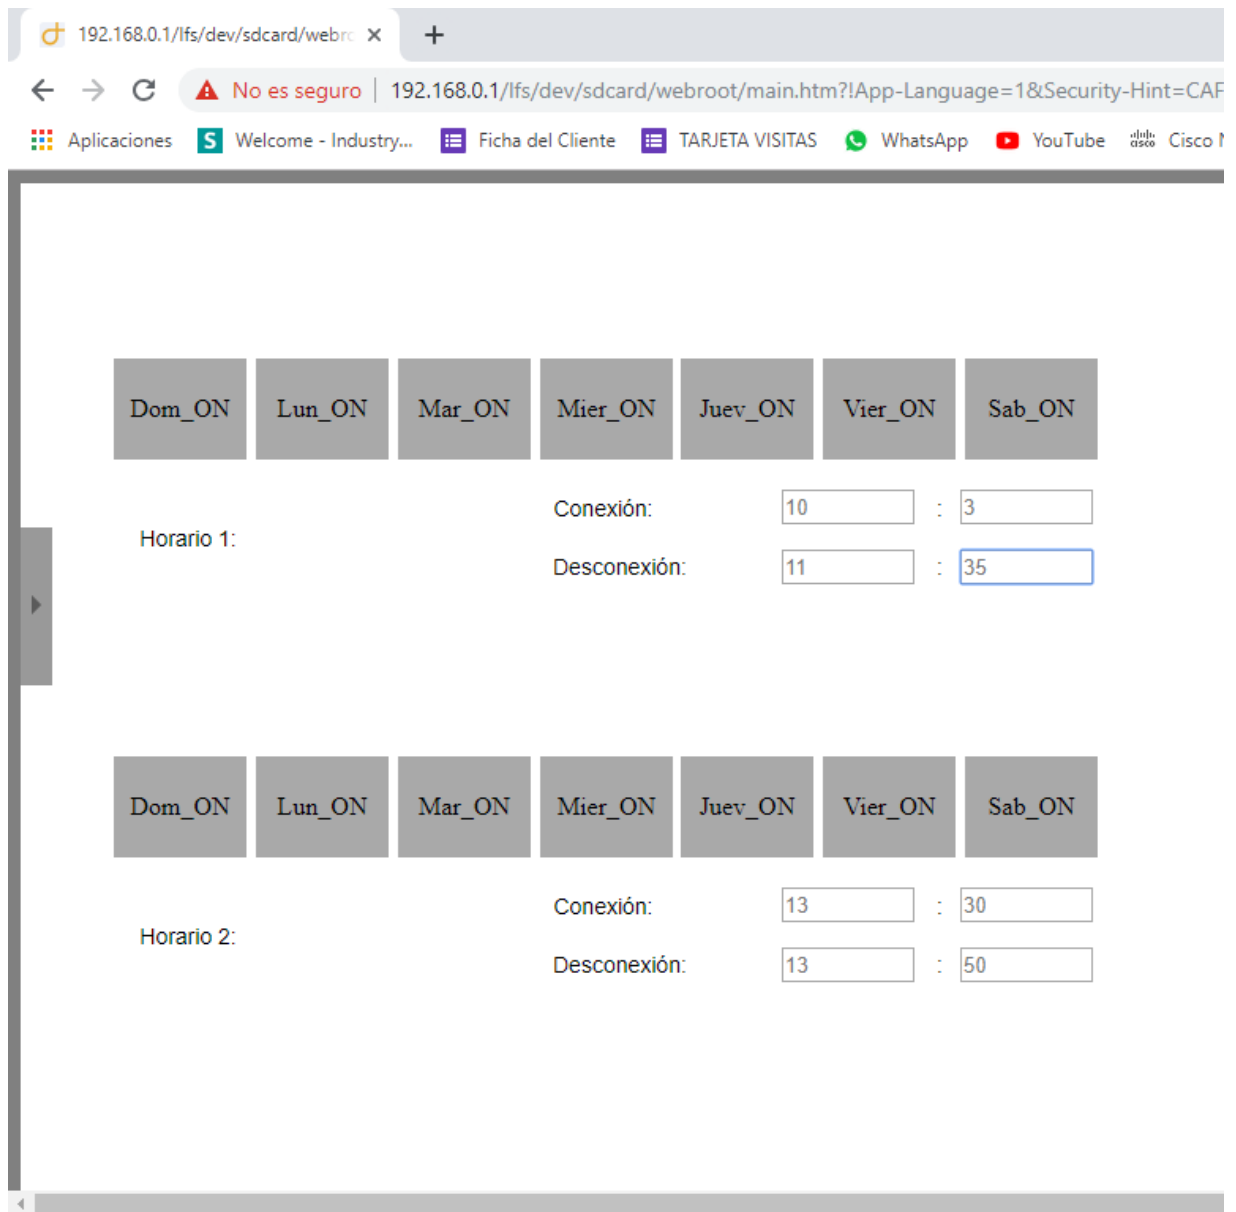 192.168.0.1/lfs/dev/sdcard/webro
No es seguro | 192.168.0.1/lfs/dev/sdcard/webroot/main.htm?!App-Language=1&Security-Hint=CAF
Aplicaciones S Welcome - Industry... Ficha del Cliente TARJETA VISITAS WhatsApp YouTube cisco Cisco N
Dom_ON Lun_ON Mar_ON Mier_ON Juev_ON Vier_ON Sab_ON
Conexión: 10 : 3
Horario 1:
Desconexión: 11 : 35
Dom_ON Lun_ON Mar_ON Mier_ON Juev_ON Vier_ON Sab_ON
Conexión: 13 : 30
Horario 2:
Desconexión: 13 : 50